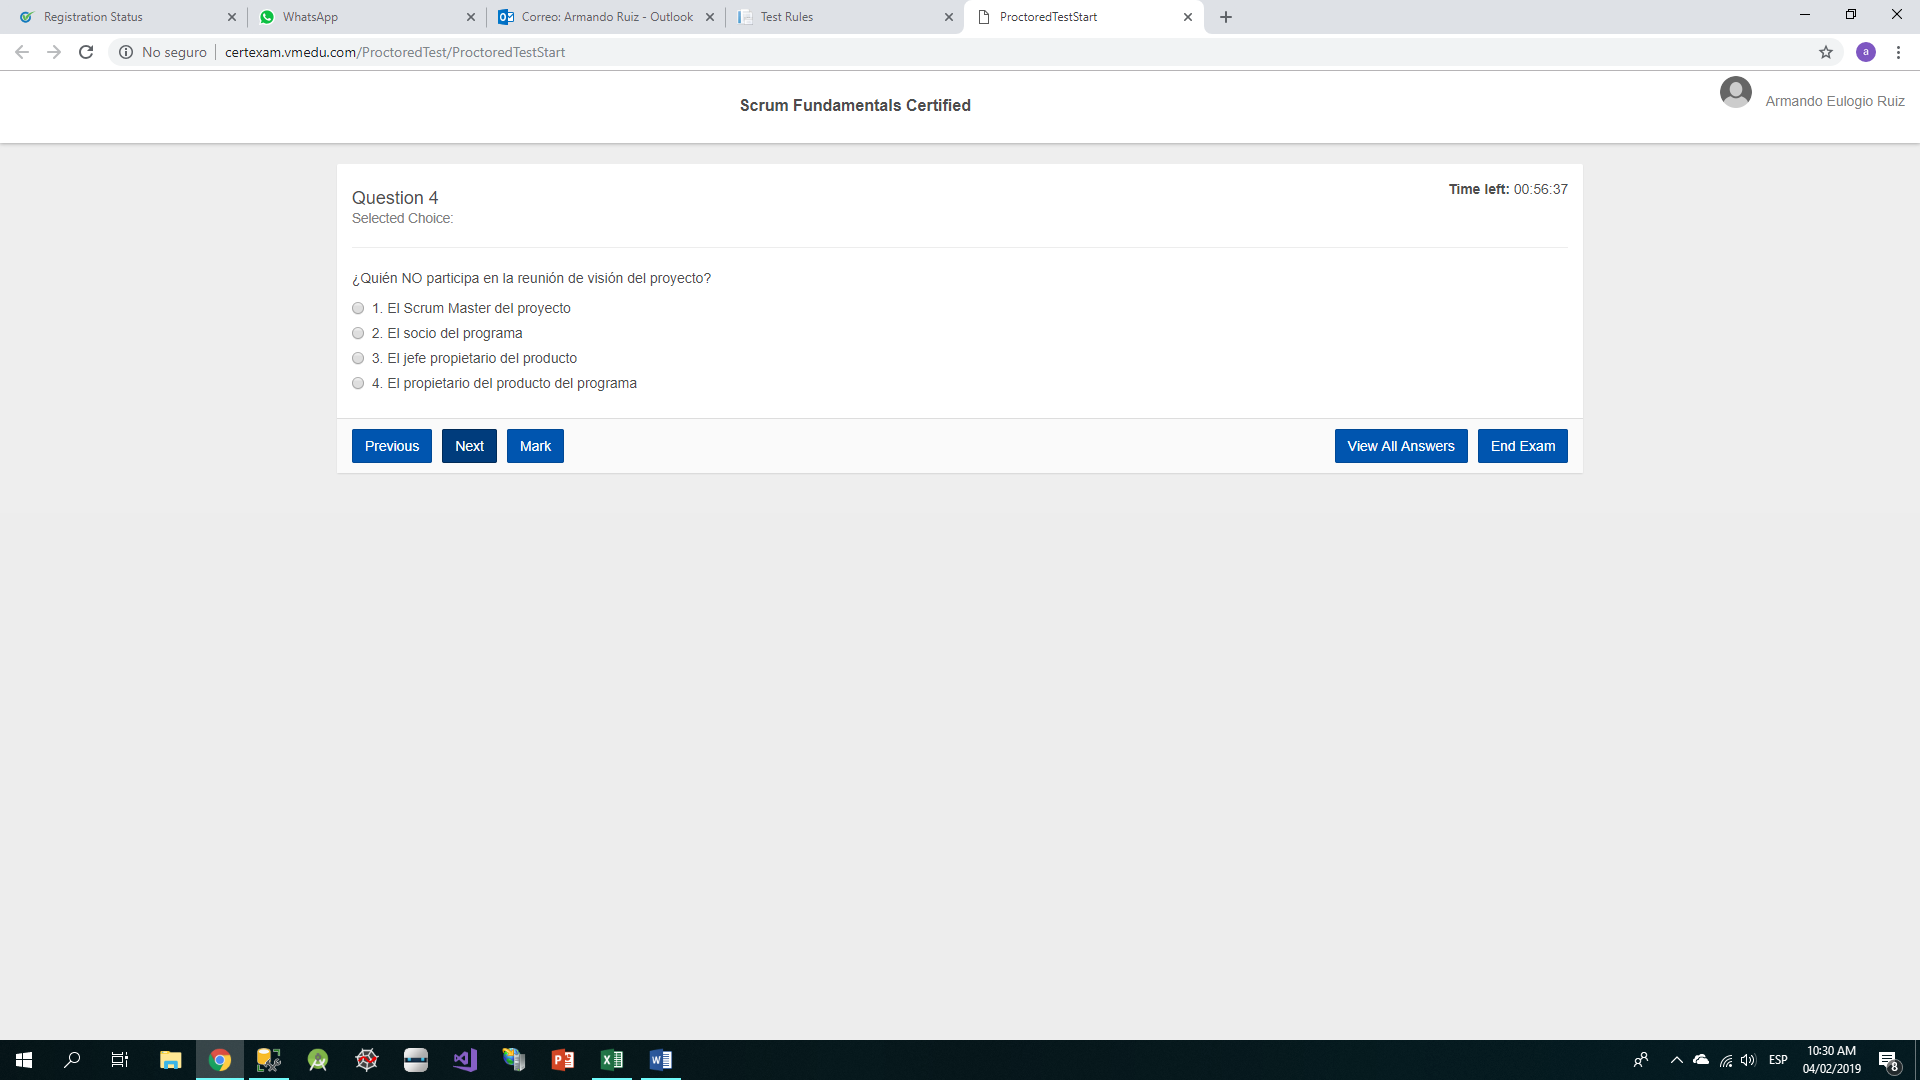 Registration Status
WhatsApp
Correo: Armando Ruiz - Outlook
Test Rules
ProctoredTestStart
No seguro
certexam.vmedu.com/ProctoredTest/ProctoredTestStart
a
Scrum Fundamentals Certified
Armando Eulogio Ruiz
Question 4
Time left: 00:56:37
Selected Choice:
¿Quién NO participa en la reunión de visión del proyecto?
1. El Scrum Master del proyecto
2. El socio del programa
3. El jefe propietario del producto
4. El propietario del producto del programa
Previous
Next
Mark
View All Answers
End Exam
ESP
10:30 AM
04/02/2019
8